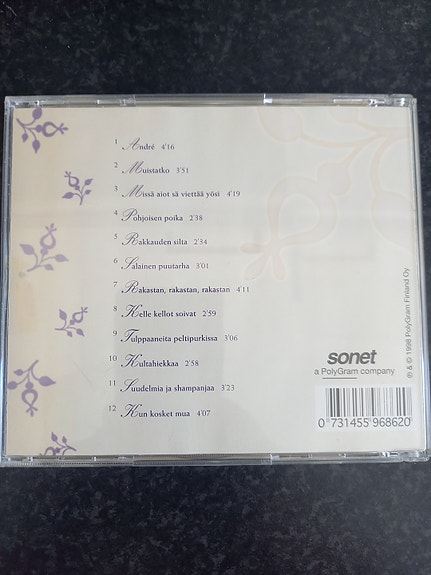 1 André 4'16
2 Muistatko 3'51
3 Missä aiot sä viettää yösi 4'19
4 Pohjoisen poika 2'38
5 Rakkauden silta 2'34
6 Salainen puutarha 3'01
7 Rakastan, rakastan, rakastan 4'11
8 Kelle kellot soivat 2'59
9 Tulppaaneita peltipurkissa 3'06
10 Kultahiekkaa 2'58
11 Suudelmia ja shampanjaa 3'23
12 Kun kosket mua 4'07
sonet
a PolyGram company
0 731455 968620
℗ & © 1998 PolyGram Finland Oy